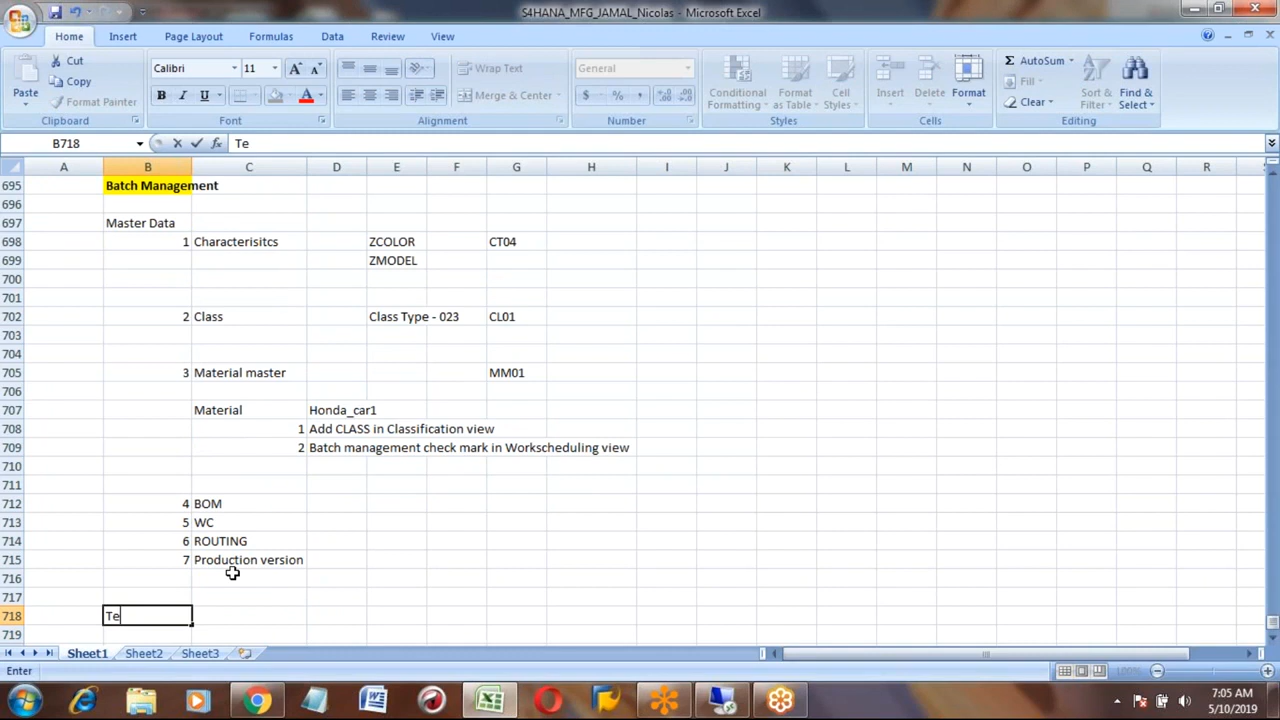 S4HANA_MFG_JAMAL_Nicolas - Microsoft Excel
Home Insert Page Layout Formulas Data Review View
Paste Cut Copy Format Painter Clipboard
Calibri 11 A A B I U A Font
Wrap Text Merge & Center Alignment
General $ % , Number
Conditional Formatting Format as Table Cell Styles Styles
Insert Delete Format Cells
AutoSum Fill Clear Sort & Filter Find & Select Editing
B718 fx Te
A B C D E F G H I J K L M N O P Q R
695 Batch Management
696
697 Master Data
698 1 Characterisitcs ZCOLOR CT04
699 ZMODEL
700
701
702 2 Class Class Type - 023 CL01
703
704
705 3 Material master MM01
706
707 Material Honda_car1
708 1 Add CLASS in Classification view
709 2 Batch management check mark in Workscheduling view
710
711
712 4 BOM
713 5 WC
714 6 ROUTING
715 7 Production version
716
717
718 Te
719
Sheet1 Sheet2 Sheet3
Enter 100%
7:05 AM
5/10/2019